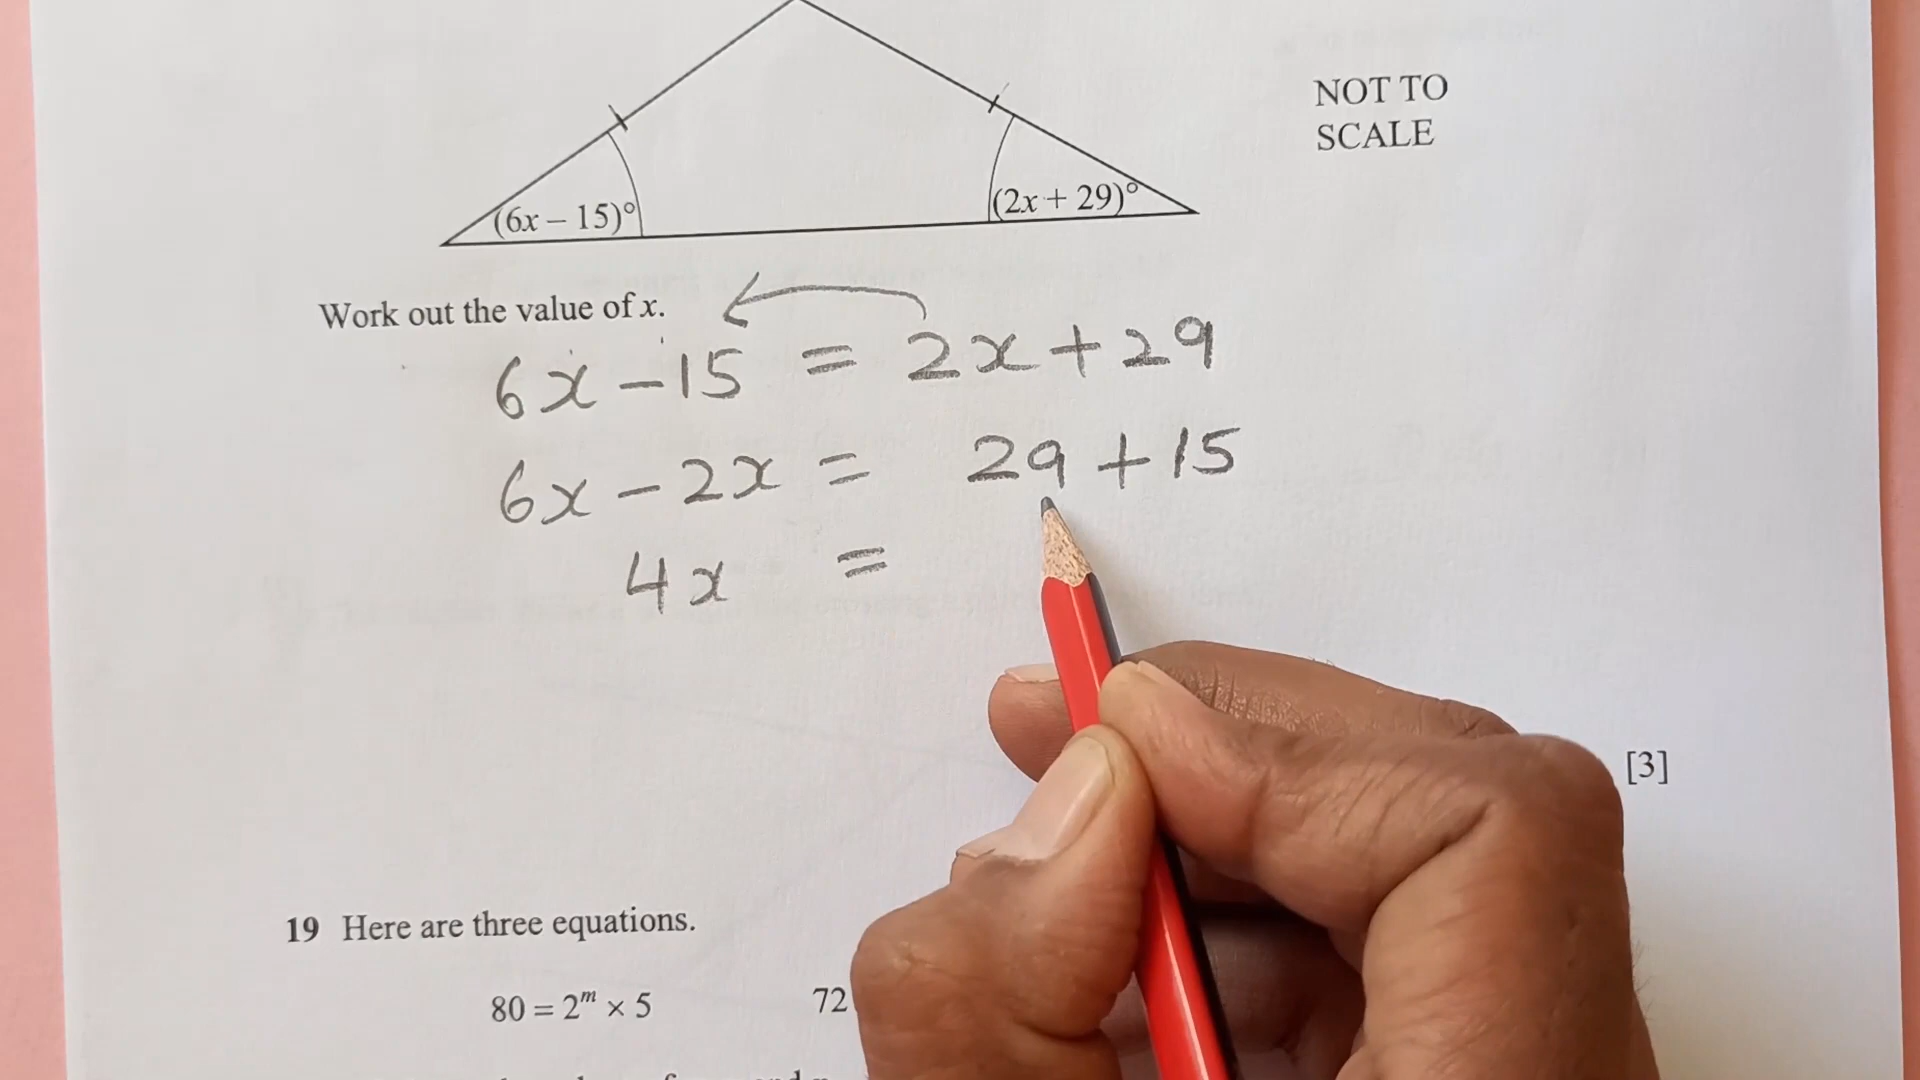 NOT TO
SCALE
(6x – 15)°
(2x + 29)°
Work out the value of x.
6x – 15 = 2x + 29
6x – 2x = 29 + 15
4x =
[3]
19 Here are three equations.
80 = 2ᵐ × 5 72